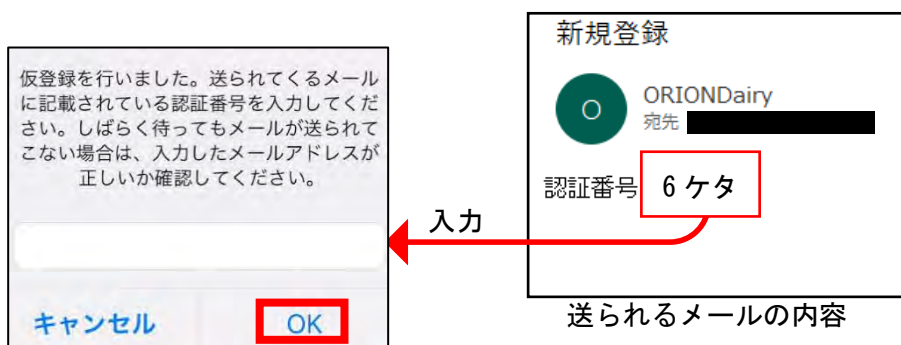 仮登録を行いました。送られてくるメール
に記載されている認証番号を入力してくだ
さい。しばらく待ってもメールが送られて
こない場合は、入力したメールアドレスが
正しいか確認してください。
キャンセル
OK
入力
新規登録
O
ORIONDairy
宛先
認証番号 6 ケタ
送られるメールの内容